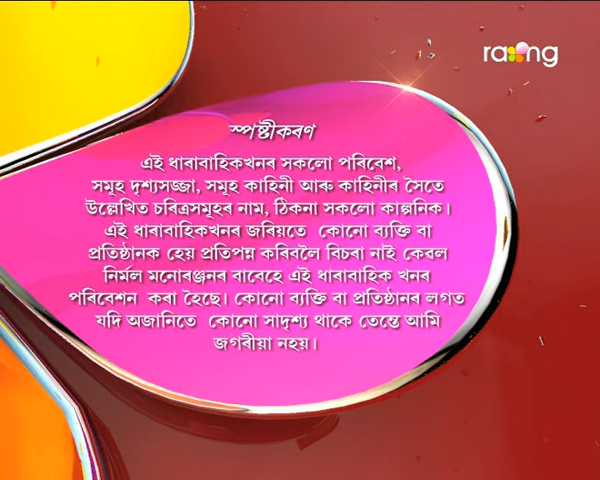 raong
স্পষ্টীকৰণ
এই ধাৰাবাহিকখনৰ সকলো পৰিবেশ,
সমূহ দৃশ্যসজ্জা, সমূহ কাহিনী আৰু কাহিনীৰ সৈতে
উল্লেখিত চৰিত্ৰসমূহৰ নাম, ঠিকনা সকলো কাল্পনিক।
এই ধাৰাবাহিকখনৰ জৰিয়তে কোনো ব্যক্তি বা
প্ৰতিষ্ঠানক হেয় প্ৰতিপন্ন কৰিবলৈ বিচৰা নাই কেৱল
নিৰ্মল মনোৰঞ্জনৰ বাবেহে এই ধাৰাবাহিক খনৰ
পৰিবেশন কৰা হৈছে। কোনো ব্যক্তি বা প্ৰতিষ্ঠানৰ লগত
যদি অজানিতে কোনো সাদৃশ্য থাকে তেন্তে আমি
জগৰীয়া নহয়।